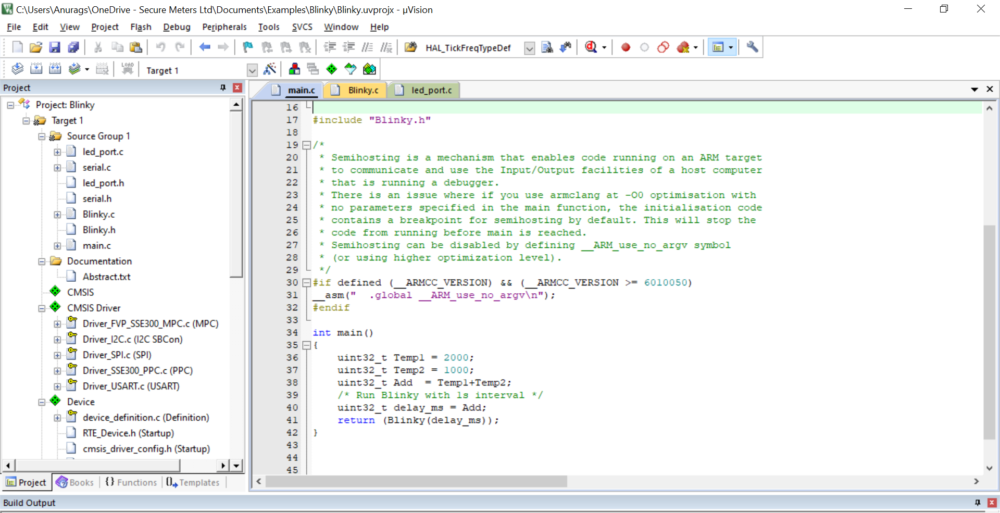 C:\Users\Anurags\OneDrive - Secure Meters Ltd\Documents\Examples\Blinky\Blinky.uvprojx - µVision
File Edit View Project Flash Debug Peripherals Tools SVCS Window Help
HAL_TickFreqTypeDef
LOAD Target 1
Project
Project: Blinky
Target 1
Source Group 1
led_port.c
serial.c
led_port.h
serial.h
Blinky.c
Blinky.h
main.c
Documentation
Abstract.txt
CMSIS
CMSIS Driver
Driver_FVP_SSE300_MPC.c (MPC)
Driver_I2C.c (I2C SBCon)
Driver_SPI.c (SPI)
Driver_SSE300_PPC.c (PPC)
Driver_USART.c (USART)
Device
device_definition.c (Definition)
RTE_Device.h (Startup)
cmsis_driver_config.h (Startup)
Project Books {} Functions Templates
main.c Blinky.c led_port.c
16
17 #include "Blinky.h"
18
19 /*
20 * Semihosting is a mechanism that enables code running on an ARM target
21 * to communicate and use the Input/Output facilities of a host computer
22 * that is running a debugger.
23 * There is an issue where if you use armclang at -O0 optimisation with
24 * no parameters specified in the main function, the initialisation code
25 * contains a breakpoint for semihosting by default. This will stop the
26 * code from running before main is reached.
27 * Semihosting can be disabled by defining __ARM_use_no_argv symbol
28 * (or using higher optimization level).
29 */
30 #if defined (__ARMCC_VERSION) && (__ARMCC_VERSION >= 6010050)
31 __asm("  .global __ARM_use_no_argv\n");
32 #endif
33
34 int main()
35 {
36 uint32_t Temp1 = 2000;
37 uint32_t Temp2 = 1000;
38 uint32_t Add  = Temp1+Temp2;
39 /* Run Blinky with 1s interval */
40 uint32_t delay_ms = Add;
41 return (Blinky(delay_ms));
42 }
43
44
45
Build Output